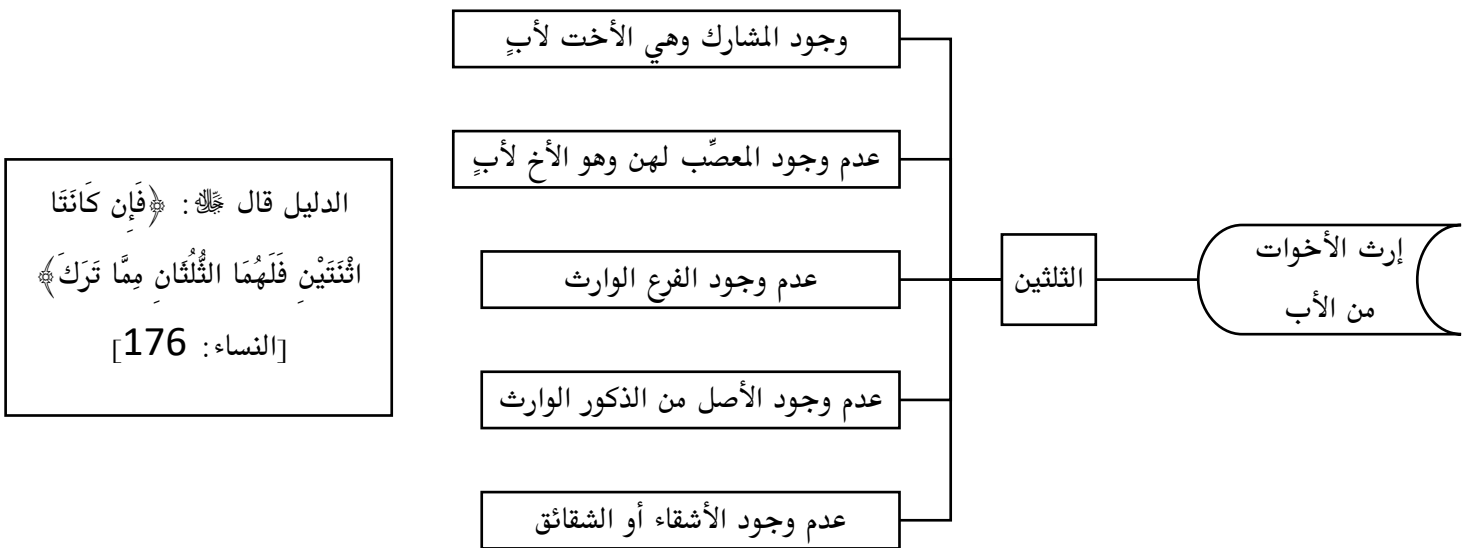 إرث الأخوات
من الأب
الثلثين
وجود المشارك وهي الأخت لأبٍ
عدم وجود المعصِّب لهن وهو الأخ لأبٍ
عدم وجود الفرع الوارث
عدم وجود الأصل من الذكور الوارث
عدم وجود الأشقاء أو الشقائق
الدليل قال ﷻ: ﴿فَإِن كَانَتَا
اثْنَتَيْنِ فَلَهُمَا الثُّلُثَانِ مِمَّا تَرَكَ﴾
[النساء: 176]